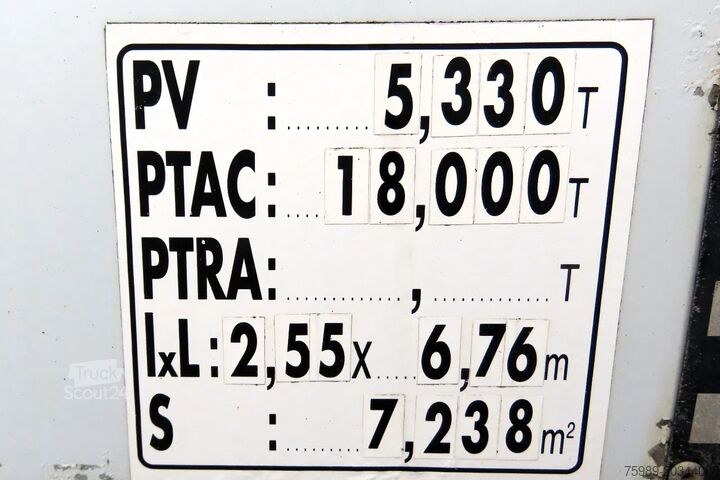 PV : ......... 5,330 T
PTAC : .... 18,000 T
PTRA : .............. , .............. T
lxL : 2,55 x .... 6,76 m
S : ......... 7,238 m²
Truck
Scout24